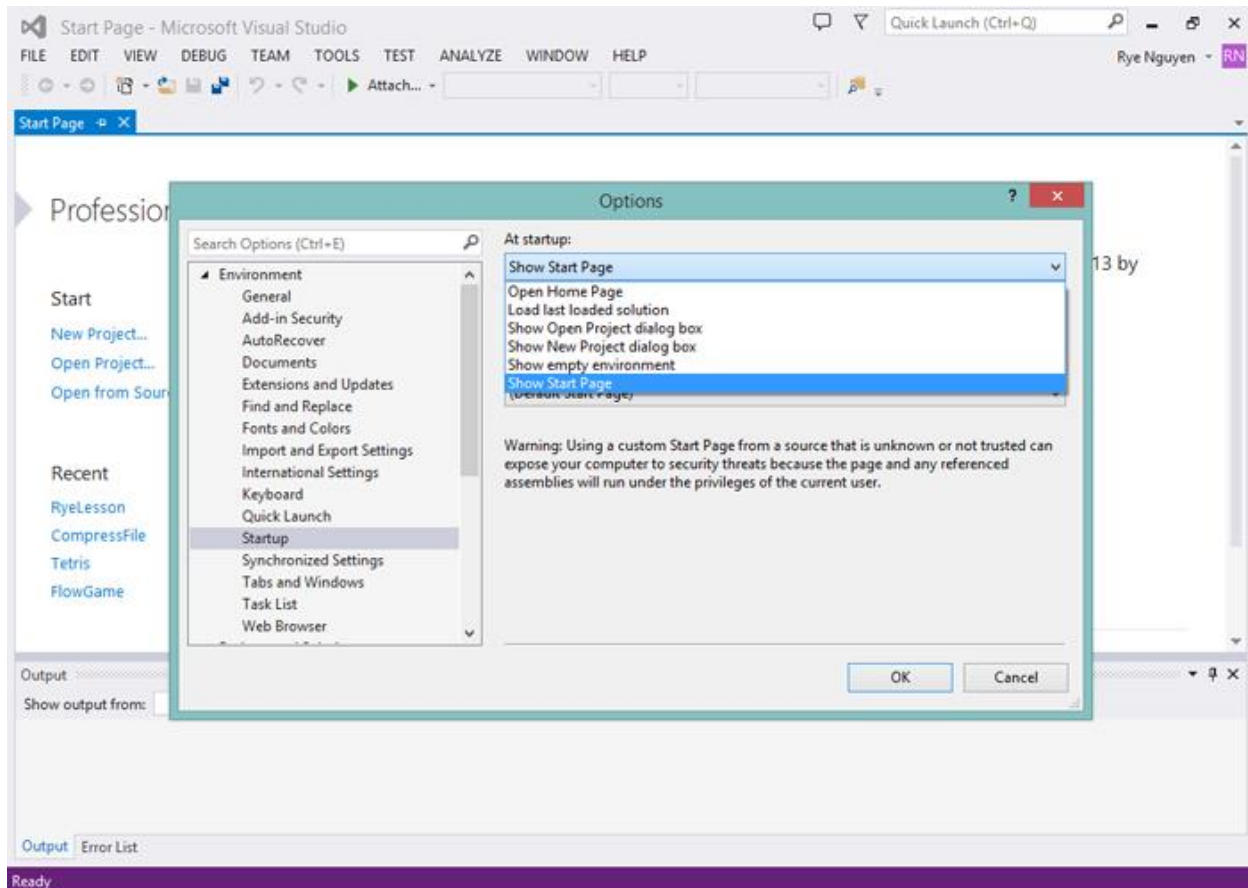 Start Page - Microsoft Visual Studio
Quick Launch (Ctrl+Q)
FILE EDIT VIEW DEBUG TEAM TOOLS TEST ANALYZE WINDOW HELP
Rye Nguyen RN
Attach...
Start Page
Options ?
Profession
Search Options (Ctrl+E)
At startup:
Show Start Page
13 by
Open Home Page
Load last loaded solution
Show Open Project dialog box
Show New Project dialog box
Show empty environment
Show Start Page
(Default Start Page)
Warning: Using a custom Start Page from a source that is unknown or not trusted can
expose your computer to security threats because the page and any referenced
assemblies will run under the privileges of the current user.
Environment
General
Add-in Security
AutoRecover
Documents
Extensions and Updates
Find and Replace
Fonts and Colors
Import and Export Settings
International Settings
Keyboard
Quick Launch
Startup
Synchronized Settings
Tabs and Windows
Task List
Web Browser
Start
New Project...
Open Project...
Open from Sour
Recent
RyeLesson
CompressFile
Tetris
FlowGame
OK Cancel
Output
Show output from:
Output Error List
Ready